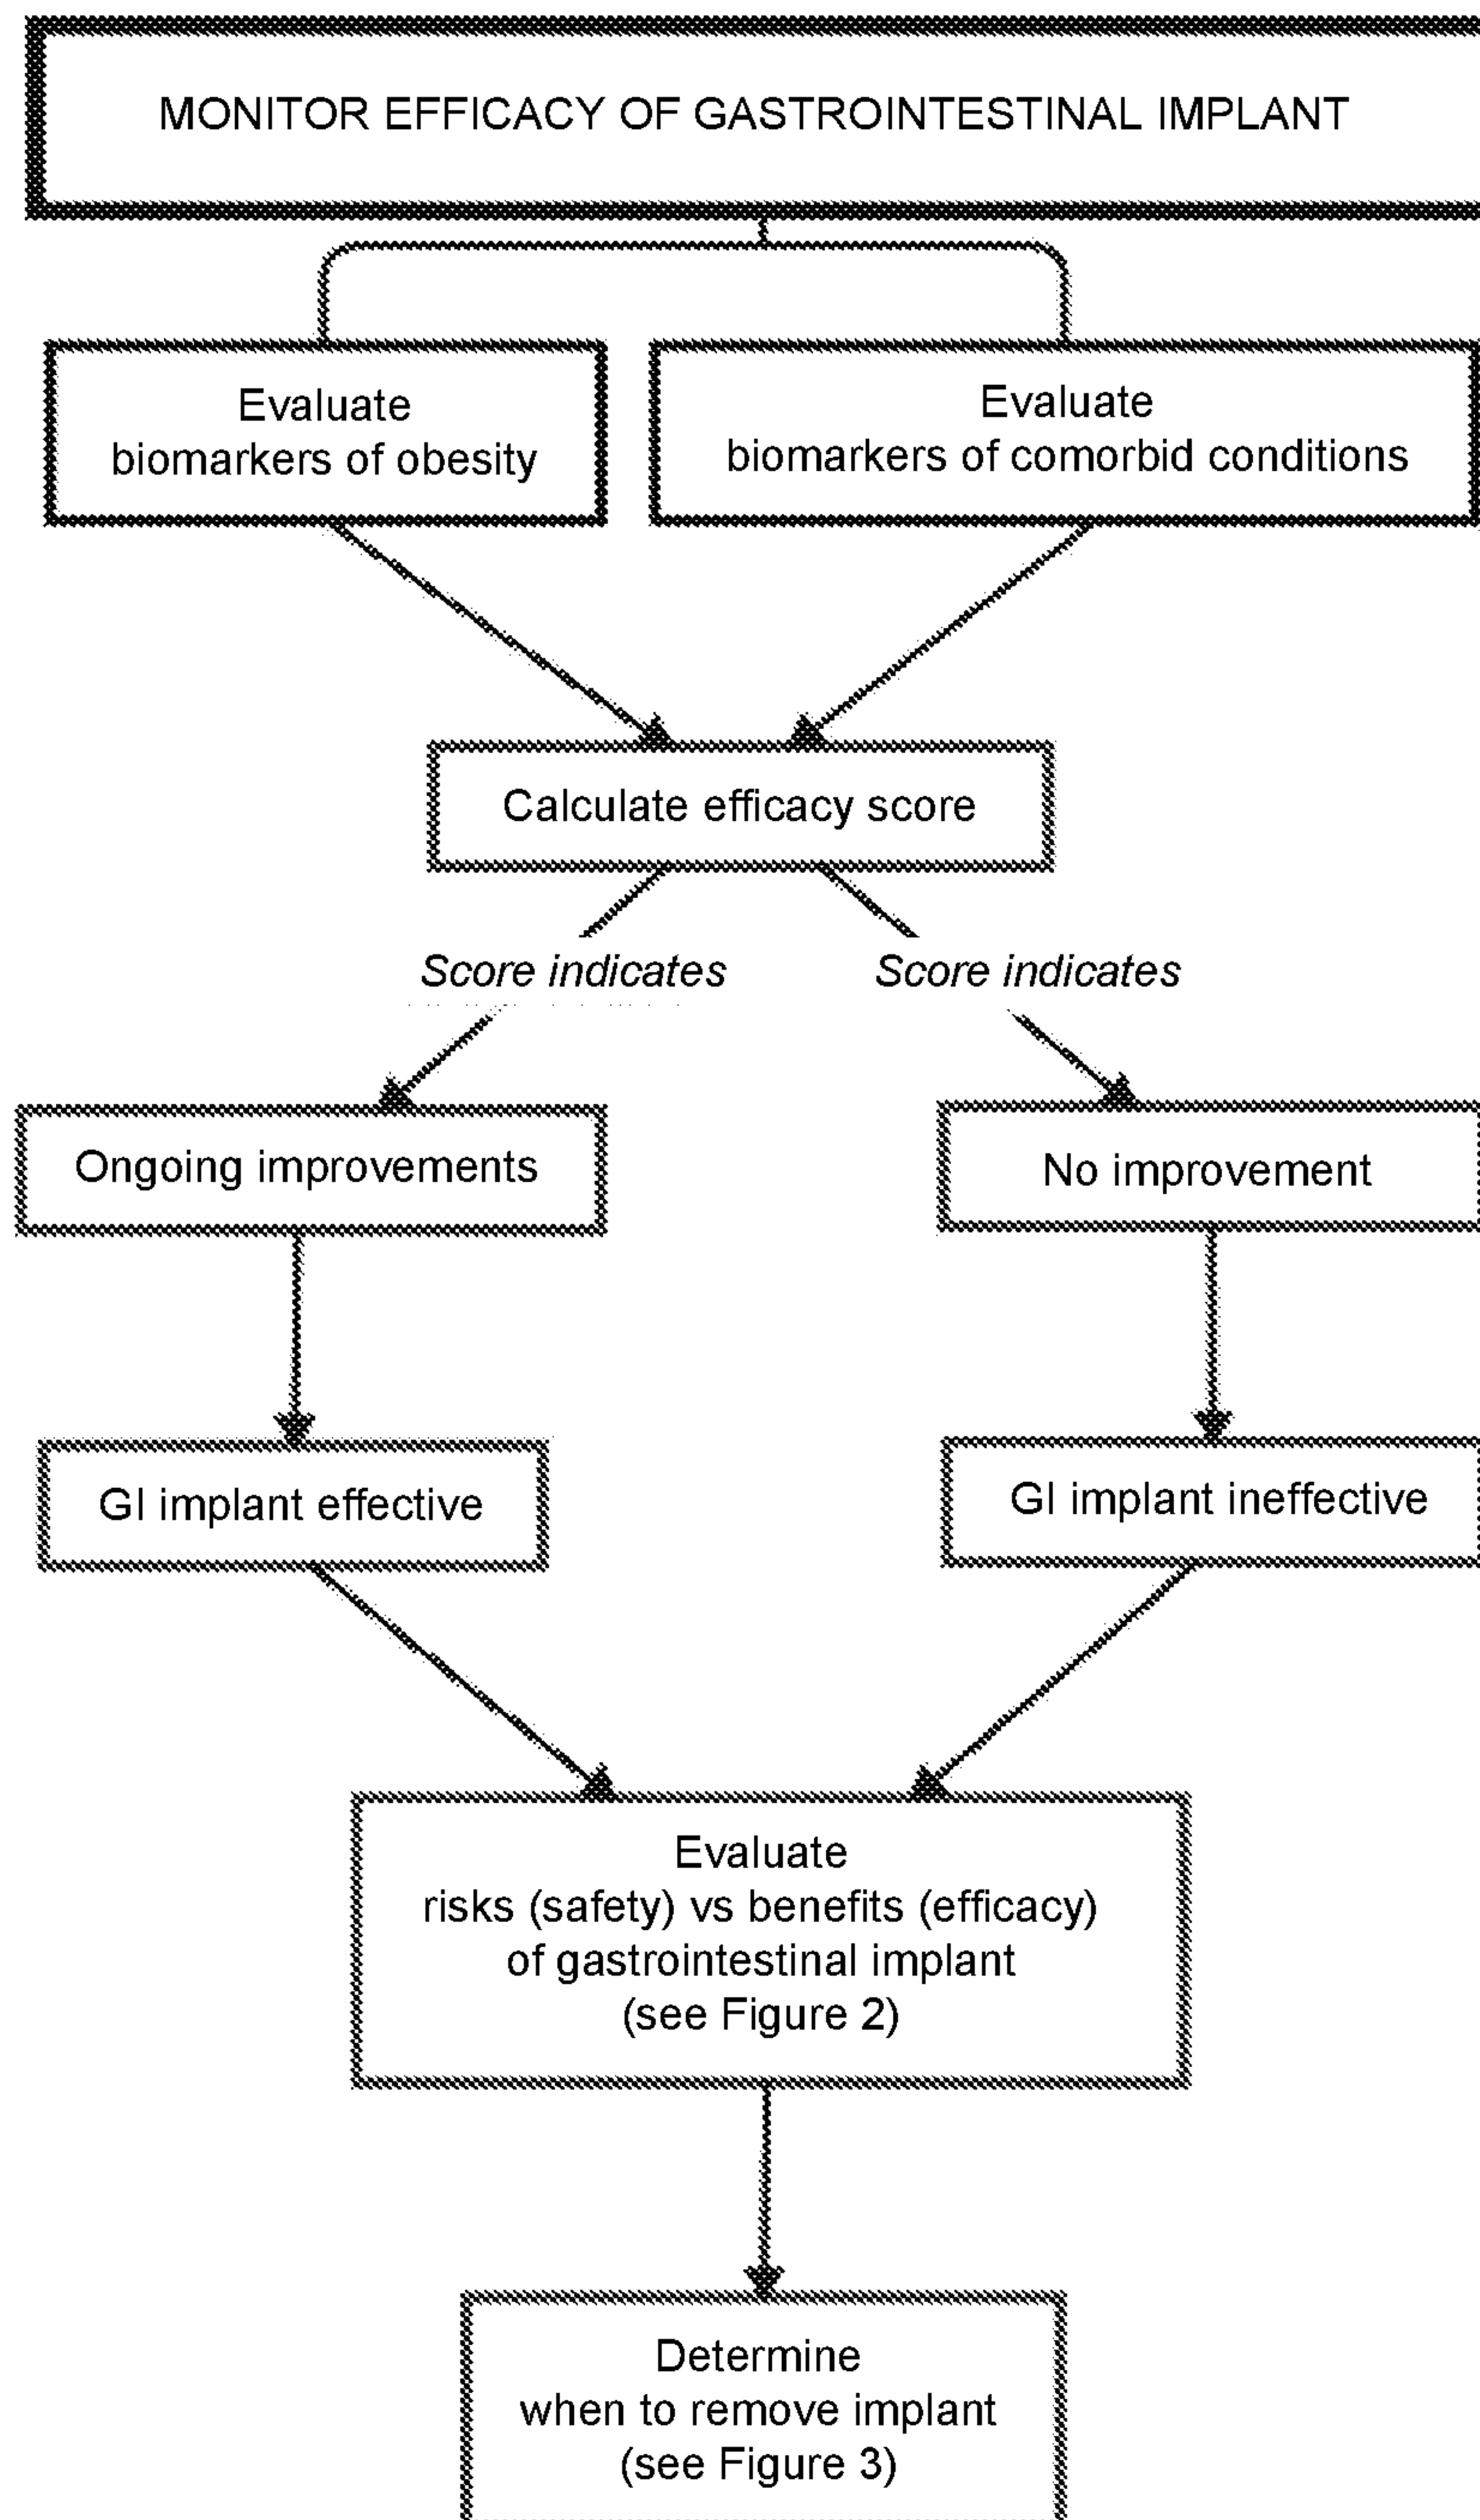 MONITOR EFFICACY OF GASTROINTESTINAL IMPLANT
Evaluate
biomarkers of obesity
Evaluate
biomarkers of comorbid conditions
Calculate efficacy score
Score indicates
Score indicates
Ongoing improvements
No improvement
GI implant effective
GI implant ineffective
Evaluate
risks (safety) vs benefits (efficacy)
of gastrointestinal implant
(see Figure 2)
Determine
when to remove implant
(see Figure 3)